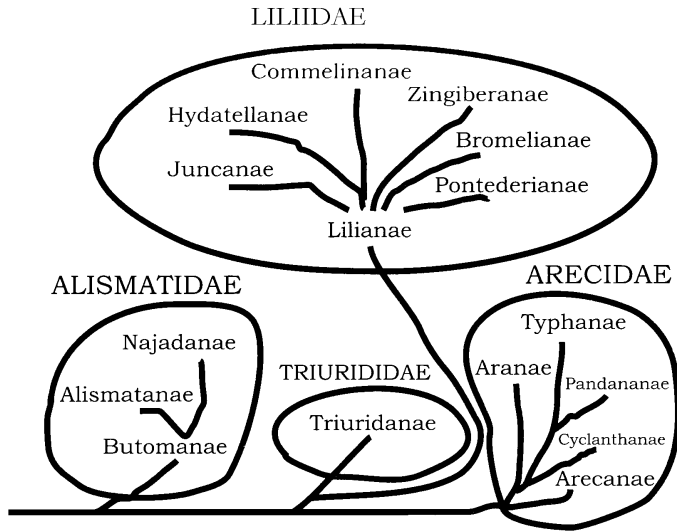 LILIIDAE
Commelinanae
Zingiberanae
Hydatellanae
Bromelianae
Juncanae
Pontederianae
Lilianae
ALISMATIDAE
ARECIDAE
Typhanae
Najadanae
Aranae
TRIURIDIDAE
Pandananae
Alismatanae
Triuridanae
Butomanae
Cyclanthanae
Arecanae